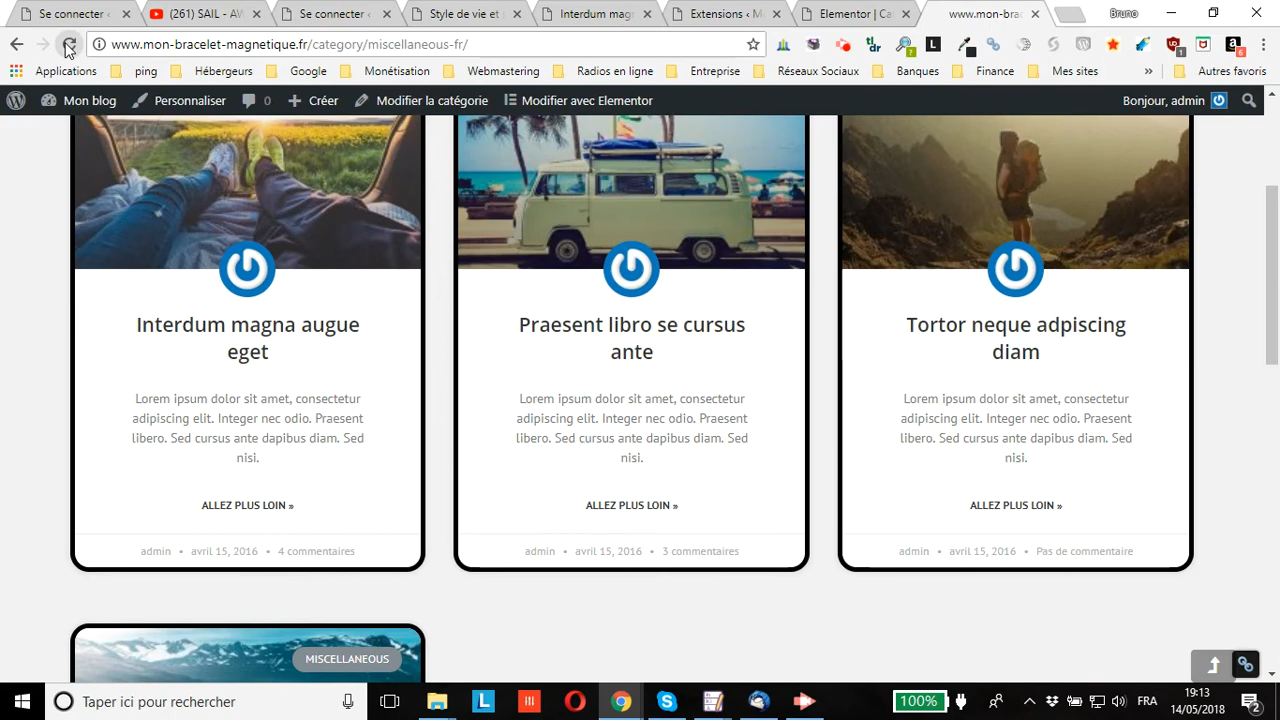 Se connecter ‹
(261) SAIL - AW
Se connecter ‹
Style de vie et
Interdum mag
Extensions ‹ M
Elementor | Ca
www.mon-brac
Bruno
www.mon-bracelet-magnetique.fr/category/miscellaneous-fr/
Applications
ping
Hébergeurs
Google
Monétisation
Webmastering
Radios en ligne
Entreprise
Réseaux Sociaux
Banques
Finance
Mes sites
»
Autres favoris
Mon blog
Personnaliser
0
Créer
Modifier la catégorie
Modifier avec Elementor
Bonjour, admin
Interdum magna augue
eget
Lorem ipsum dolor sit amet, consectetur
adipiscing elit. Integer nec odio. Praesent
libero. Sed cursus ante dapibus diam. Sed
nisi.
ALLEZ PLUS LOIN »
admin • avril 15, 2016 • 4 commentaires
Praesent libro se cursus
ante
Lorem ipsum dolor sit amet, consectetur
adipiscing elit. Integer nec odio. Praesent
libero. Sed cursus ante dapibus diam. Sed
nisi.
ALLEZ PLUS LOIN »
admin • avril 15, 2016 • 3 commentaires
Tortor neque adpiscing
diam
Lorem ipsum dolor sit amet, consectetur
adipiscing elit. Integer nec odio. Praesent
libero. Sed cursus ante dapibus diam. Sed
nisi.
ALLEZ PLUS LOIN »
admin • avril 15, 2016 • Pas de commentaire
MISCELLANEOUS
Taper ici pour rechercher
100%
FRA
19:13
14/05/2018